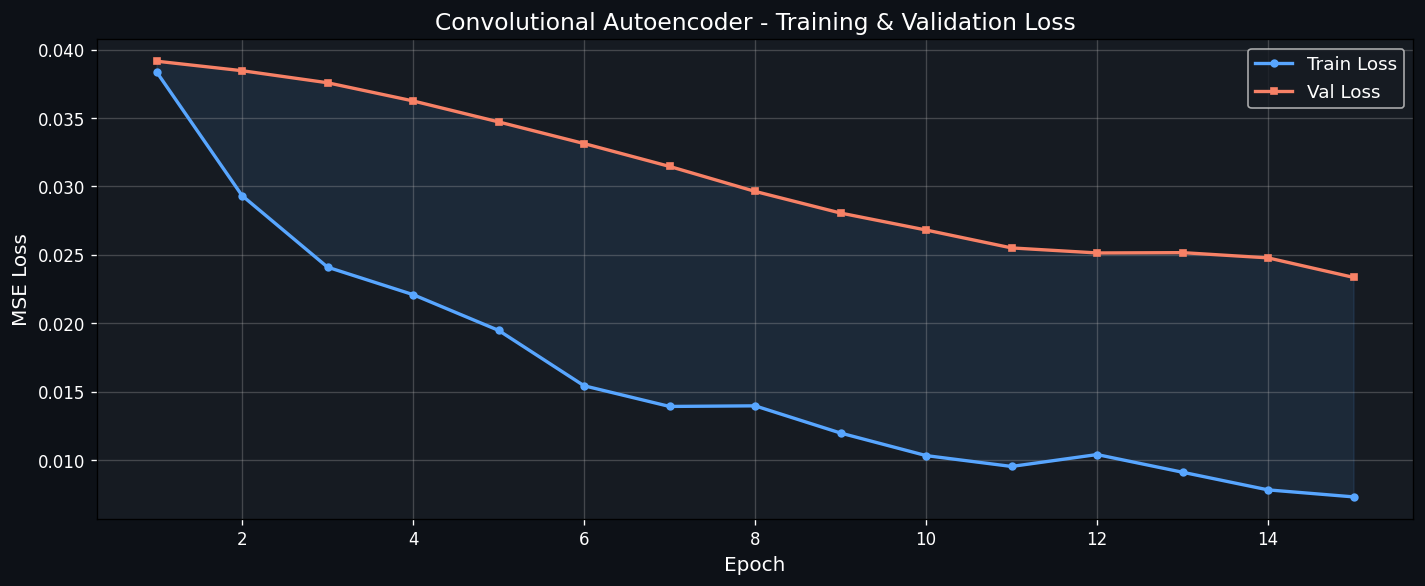 Convolutional Autoencoder - Training & Validation Loss
Train Loss
Val Loss
MSE Loss
0.040
0.035
0.030
0.025
0.020
0.015
0.010
2 4 6 8 10 12 14
Epoch